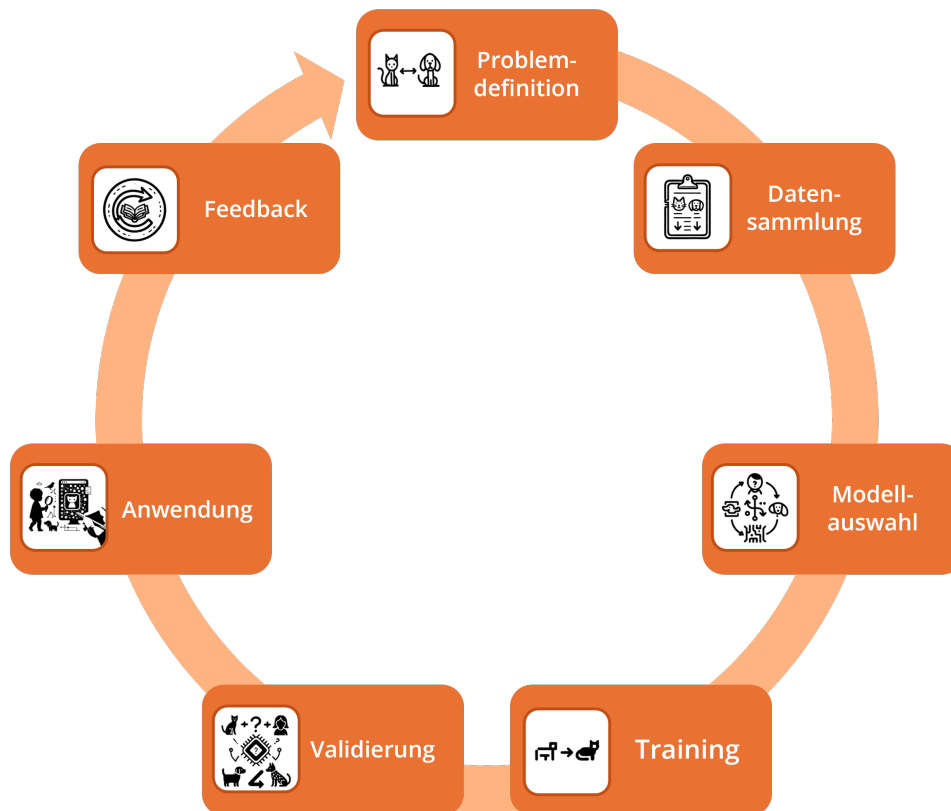 Problem-
definition
Daten-
sammlung
Modell-
auswahl
Training
Validierung
Anwendung
Feedback